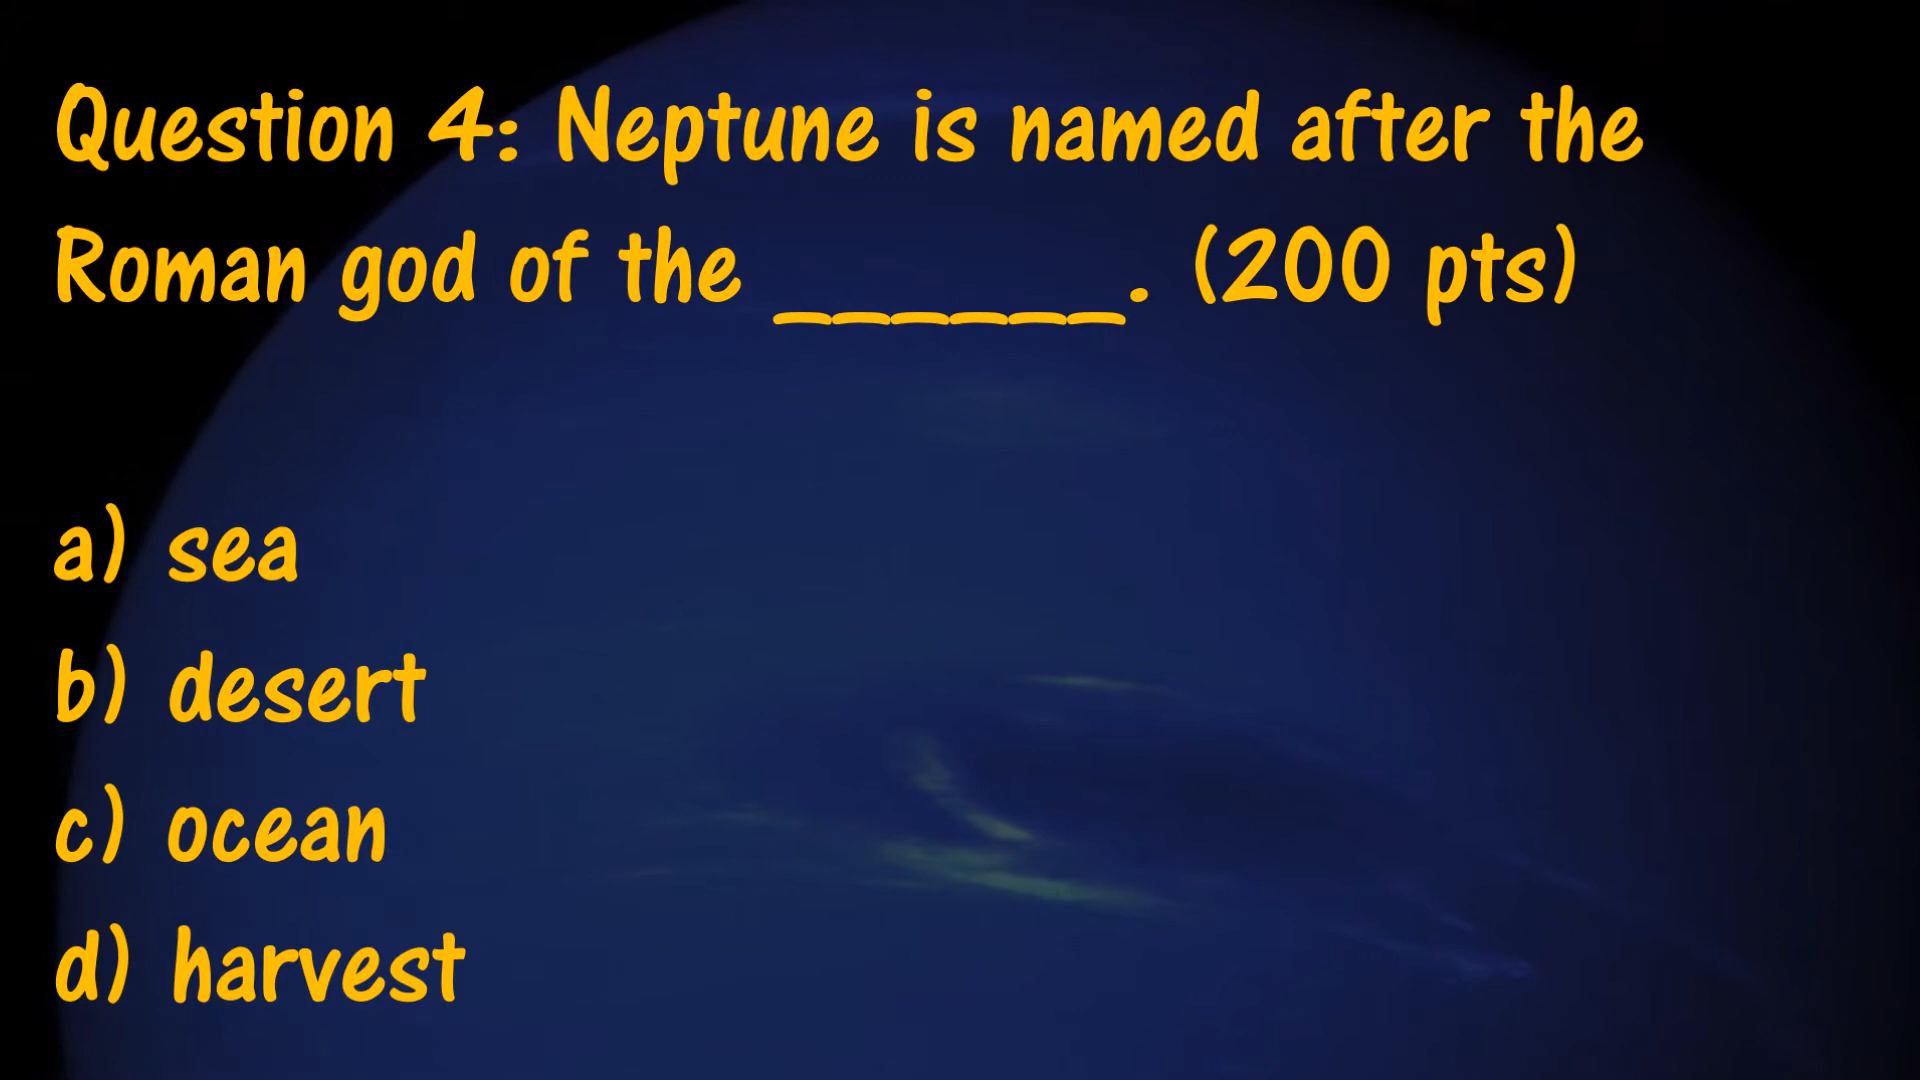 Question 4: Neptune is named after the
Roman god of the ______. (200 pts)
a) sea
b) desert
c) ocean
d) harvest